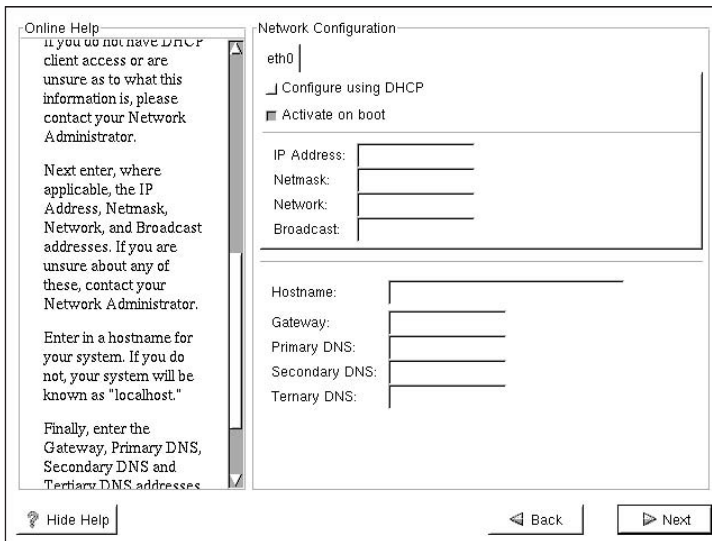 Online Help
If you do not have DHCP
client access or are
unsure as to what this
information is, please
contact your Network
Administrator.
Next enter, where
applicable, the IP
Address, Netmask,
Network, and Broadcast
addresses. If you are
unsure about any of
these, contact your
Network Administrator.
Enter in a hostname for
your system. If you do
not, your system will be
known as "localhost."
Finally, enter the
Gateway, Primary DNS,
Secondary DNS and
Tertiary DNS addresses
Hide Help
Network Configuration
eth0
Configure using DHCP
Activate on boot
IP Address:
Netmask:
Network:
Broadcast:
Hostname:
Gateway:
Primary DNS:
Secondary DNS:
Ternary DNS:
Back
Next